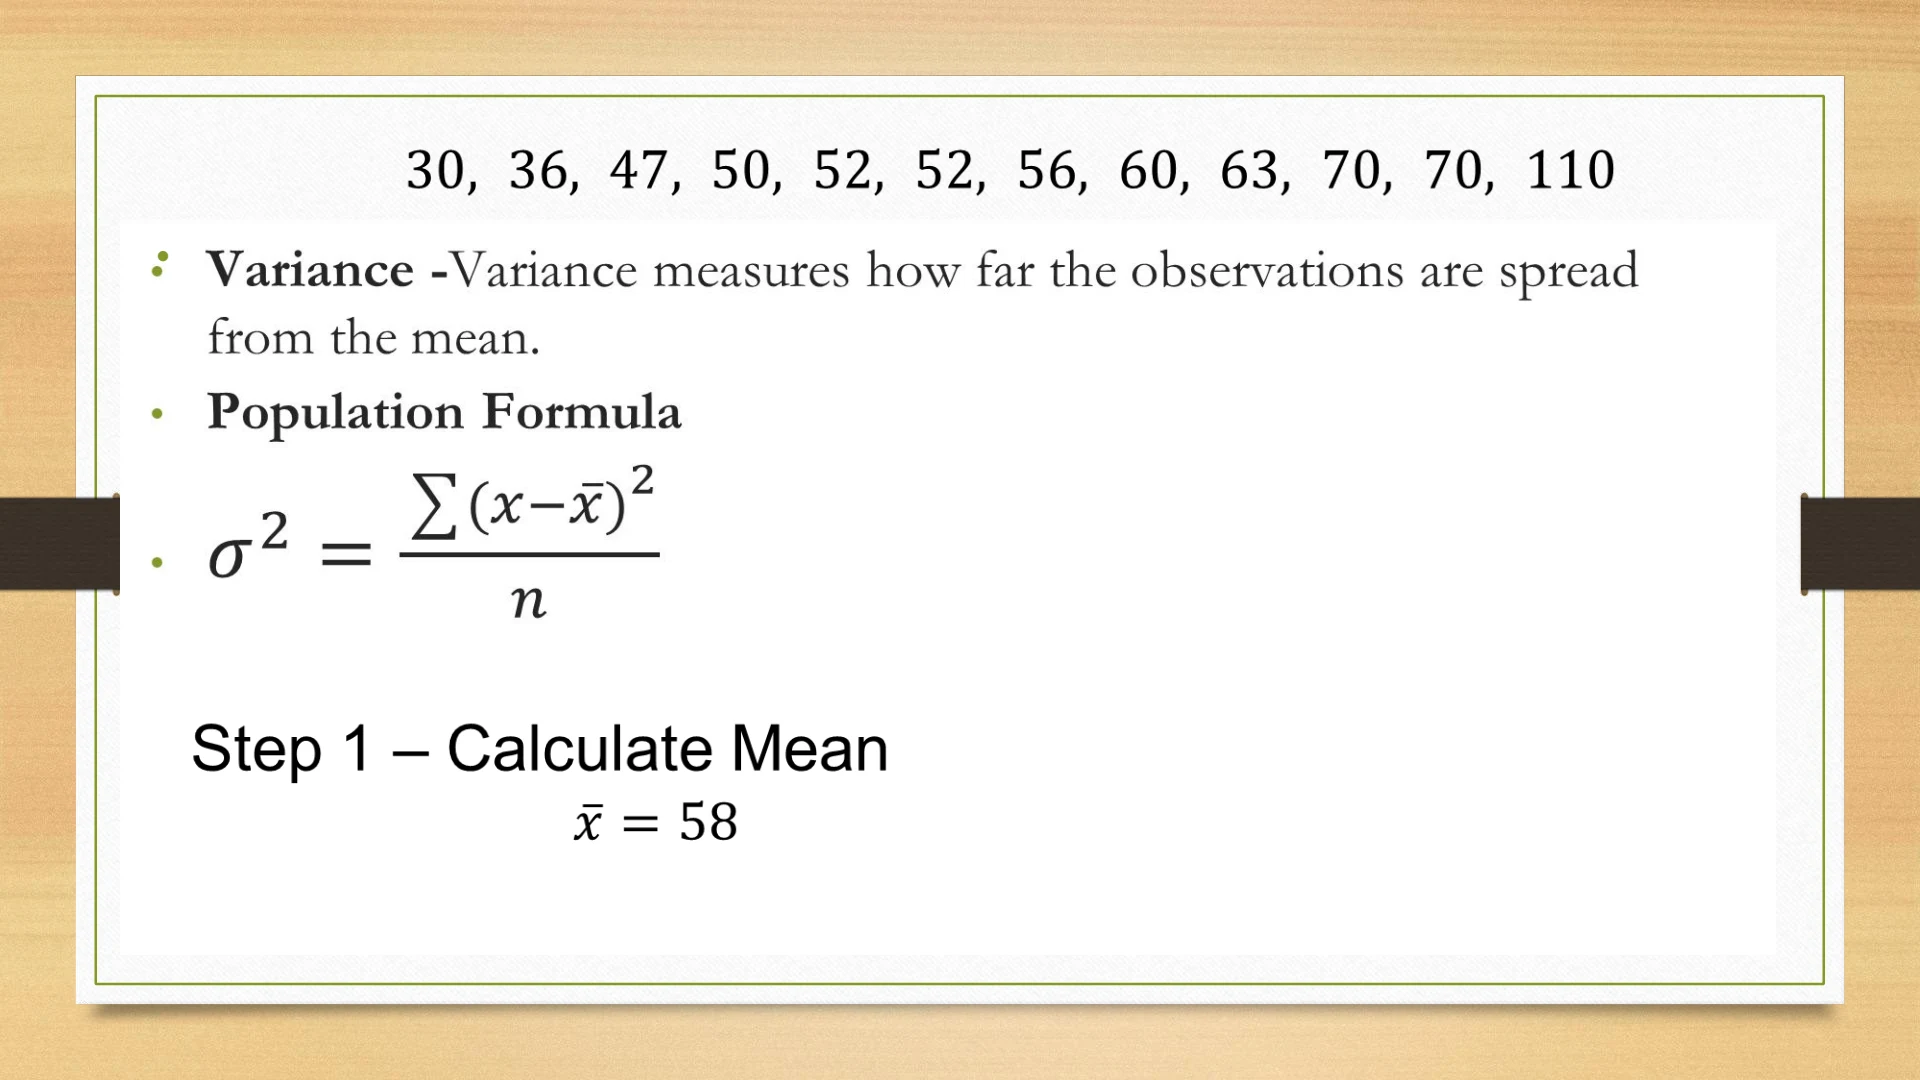 30, 36, 47, 50, 52, 52, 56, 60, 63, 70, 70, 110
• Variance -Variance measures how far the observations are spread
from the mean.
• Population Formula
• σ² = ∑(x−x̄)² / n
Step 1 – Calculate Mean
x̄ = 58